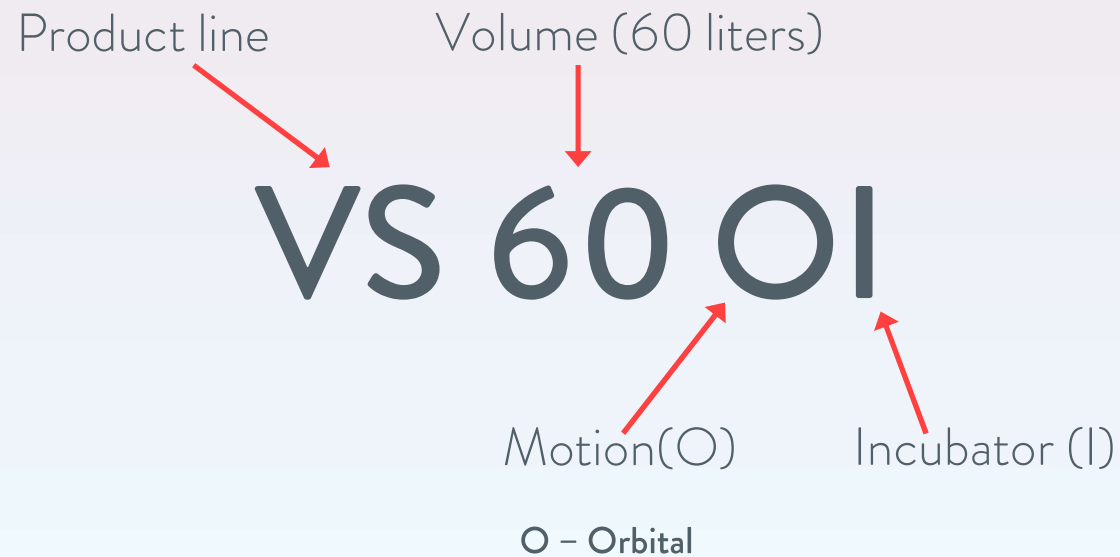 Product line Volume (60 liters)
VS 60 OI
Motion(O) Incubator (I)
O – Orbital